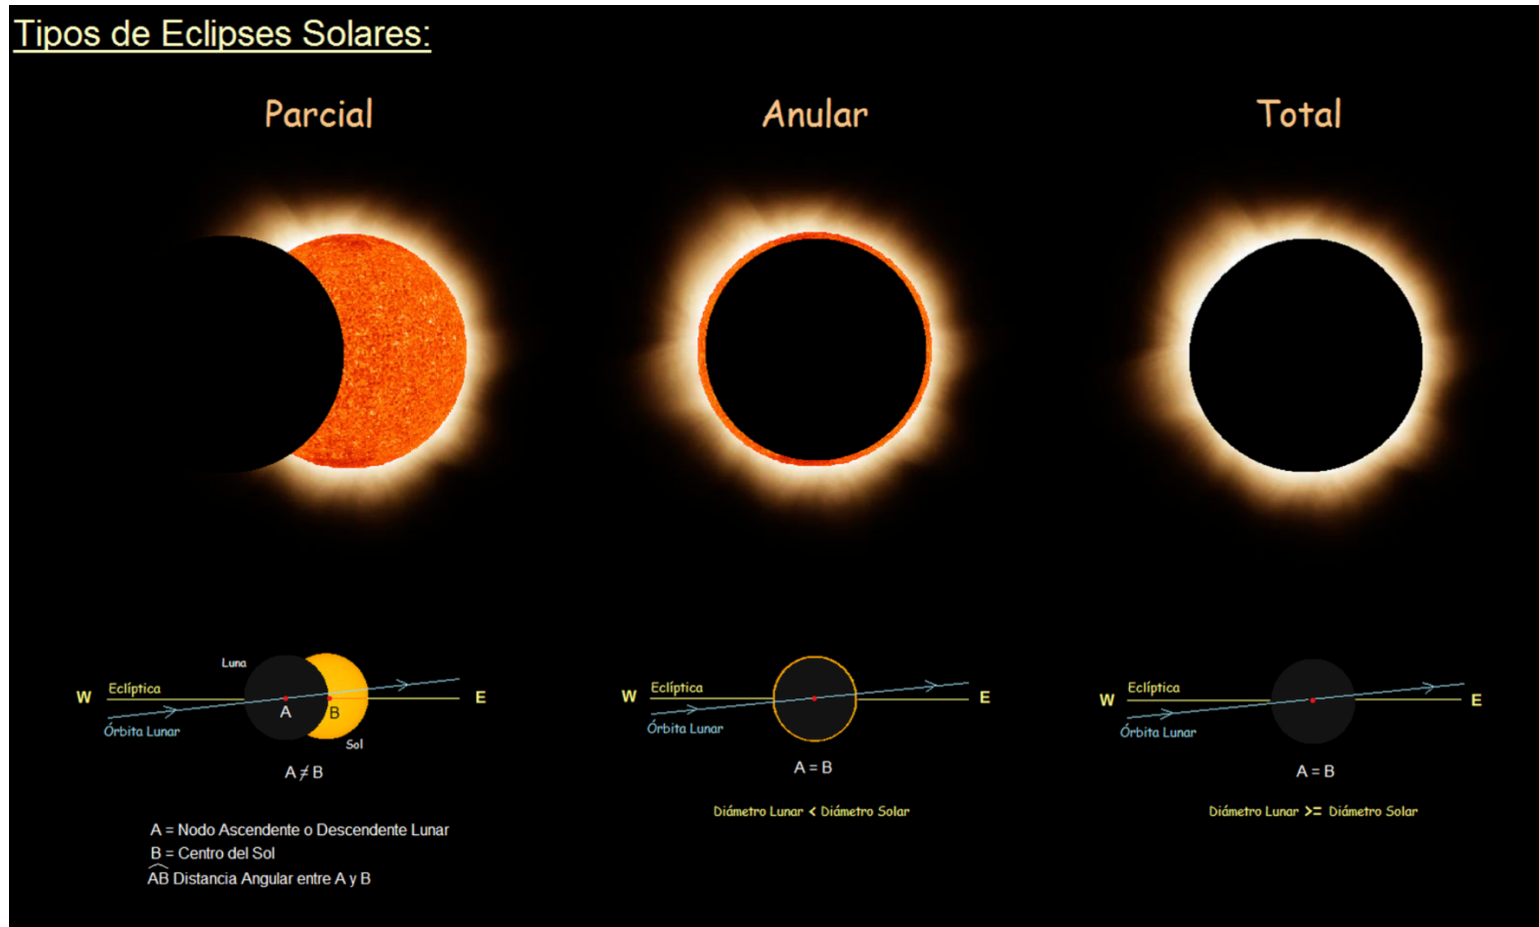 Tipos de Eclipses Solares:
Parcial
Anular
Total
Luna
W
Eclíptica
Órbita Lunar
A
B
E
Sol
A ≠ B
A = Nodo Ascendente o Descendente Lunar
B = Centro del Sol
AB Distancia Angular entre A y B
W
Eclíptica
Órbita Lunar
E
A = B
Diámetro Lunar < Diámetro Solar
W
Eclíptica
Órbita Lunar
E
A = B
Diámetro Lunar >= Diámetro Solar